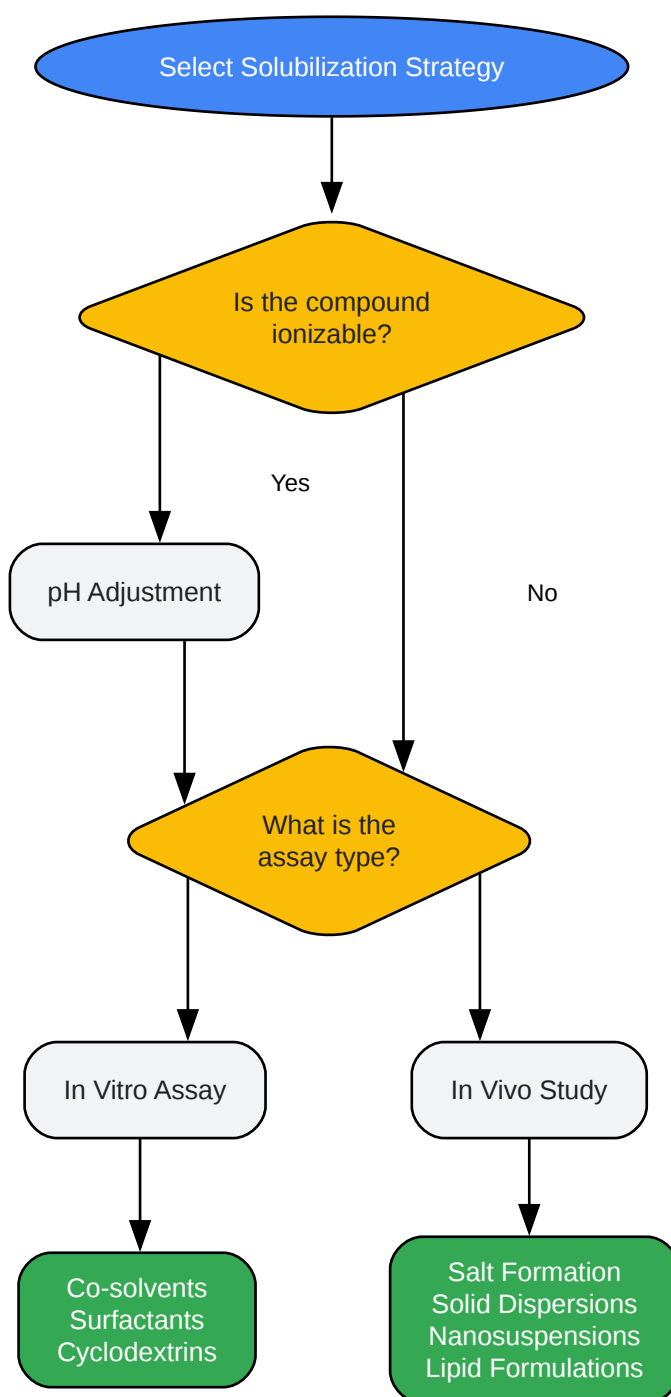 Select Solubilization Strategy
Is the compound
ionizable?
Yes
pH Adjustment
No
What is the
assay type?
In Vitro Assay
In Vivo Study
Co-solvents
Surfactants
Cyclodextrins
Salt Formation
Solid Dispersions
Nanosuspensions
Lipid Formulations